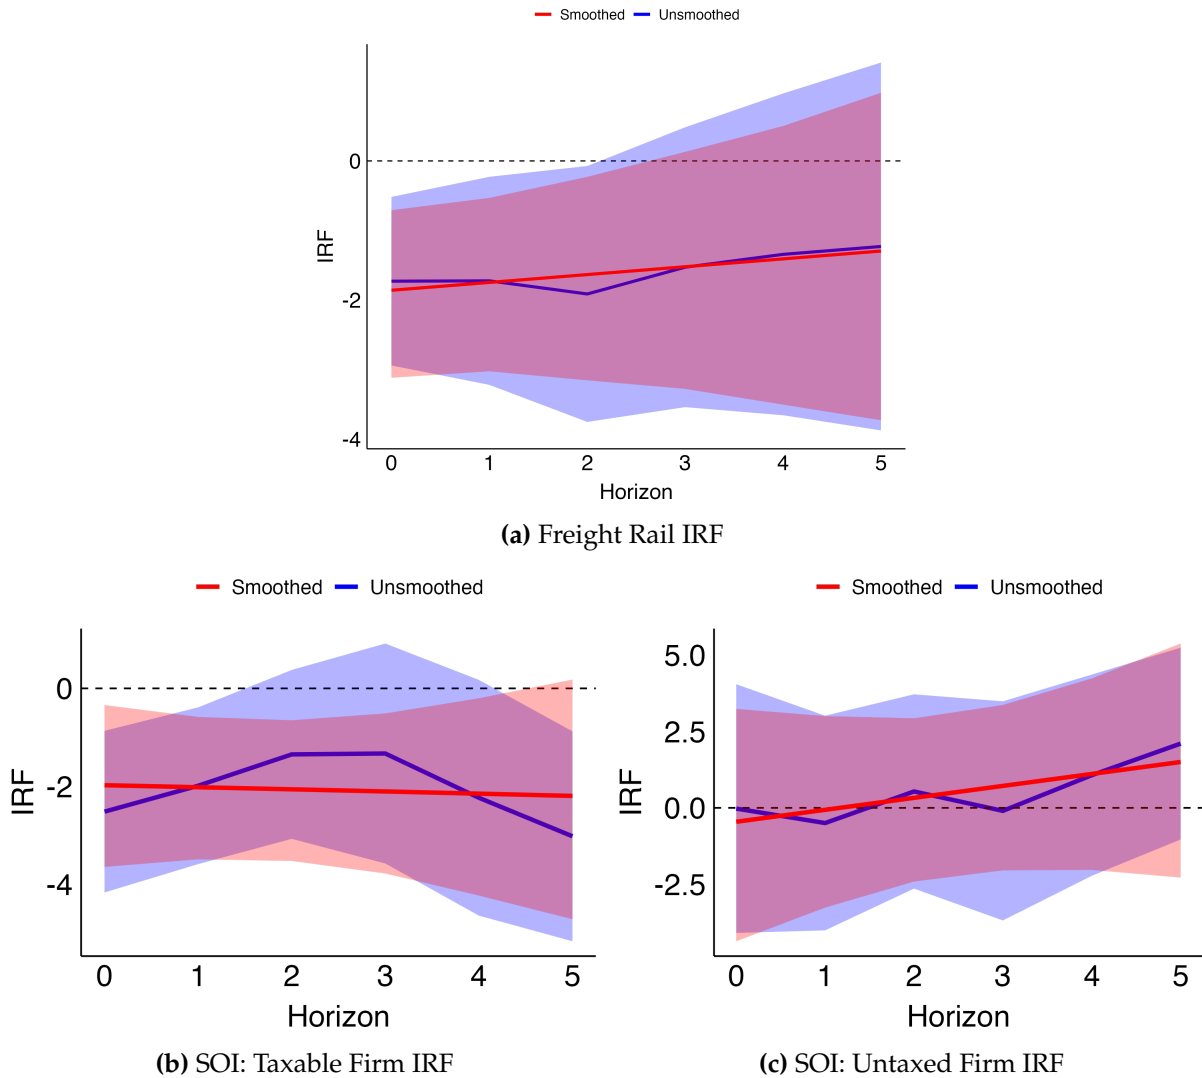 Smoothed Unsmoothed
0
-2
-4
IRF
0 1 2 3 4 5
Horizon
(a) Freight Rail IRF
Smoothed Unsmoothed
0
-2
-4
IRF
0 1 2 3 4 5
Horizon
(b) SOI: Taxable Firm IRF
Smoothed Unsmoothed
5.0
2.5
0.0
-2.5
IRF
0 1 2 3 4 5
Horizon
(c) SOI: Untaxed Firm IRF